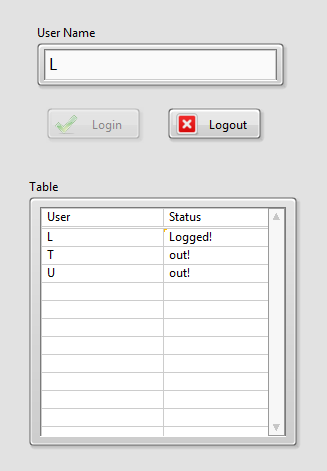 User Name
L
Login Logout
Table
User Status
L Logged!
T out!
U out!